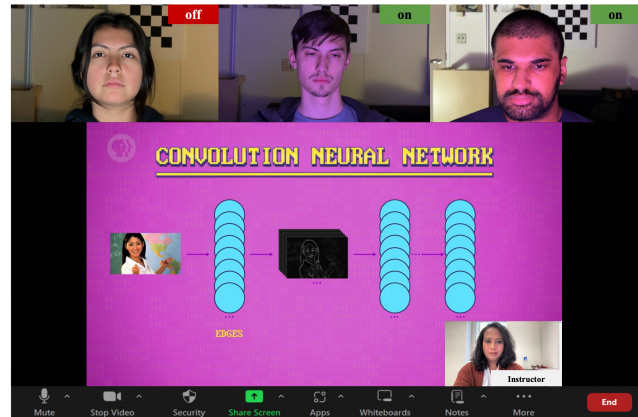 off
on
on
CONVOLUTION NEURAL NETWORK
...
... ...
...
...
EDGES
Instructor
Mute
Stop Video
Security
Share Screen
Apps
Whiteboards
Notes
More
End